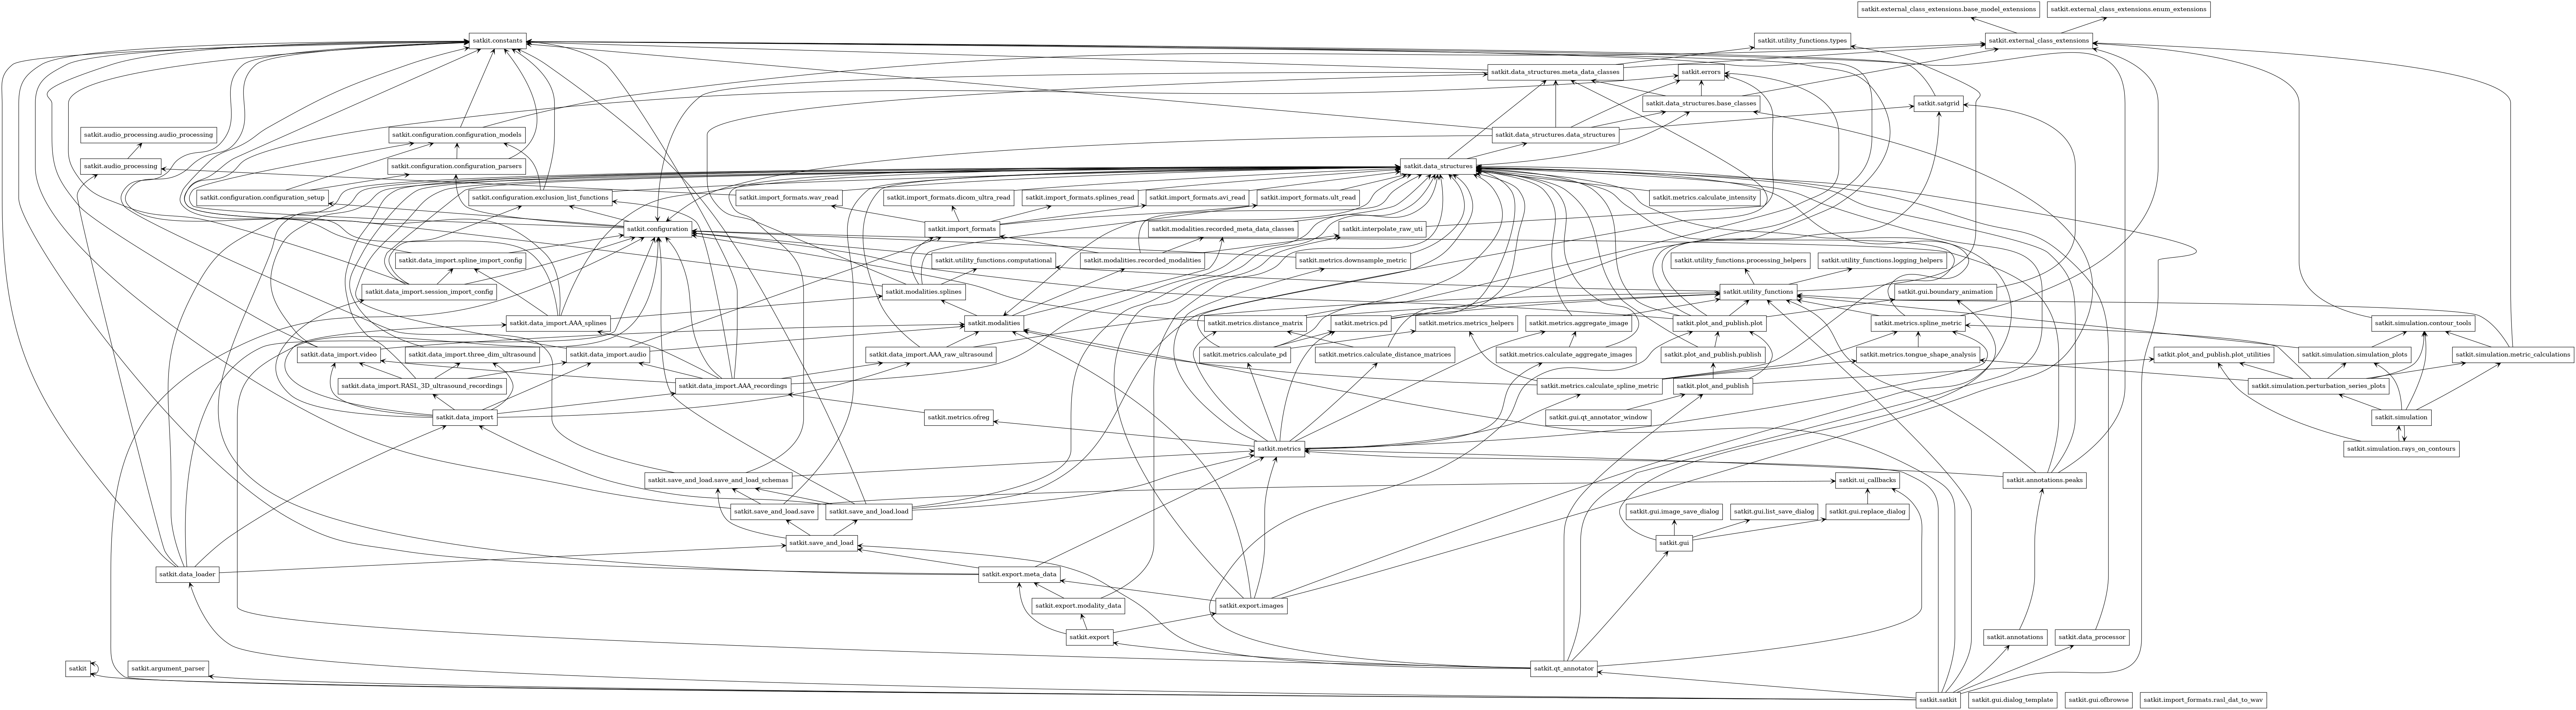 satkit.external_class_extensions.base_model_extensions
satkit.external_class_extensions.enum_extensions
satkit.constants
satkit.utility_functions.types
satkit.external_class_extensions
satkit.data_structures.meta_data_classes
satkit.errors
satkit.data_structures.base_classes
satkit.satgrid
satkit.audio_processing.audio_processing
satkit.configuration.configuration_models
satkit.data_structures.data_structures
satkit.audio_processing
satkit.configuration.configuration_parsers
satkit.data_structures
satkit.configuration.configuration_setup
satkit.configuration.exclusion_list_functions
satkit.import_formats.wav_read
satkit.import_formats.dicom_ultra_read
satkit.import_formats.splines_read
satkit.import_formats.avi_read
satkit.import_formats.ult_read
satkit.metrics.calculate_intensity
satkit.configuration
satkit.import_formats
satkit.modalities.recorded_meta_data_classes
satkit.interpolate_raw_uti
satkit.data_import.spline_import_config
satkit.utility_functions.computational
satkit.modalities.recorded_modalities
satkit.metrics.downsample_metric
satkit.utility_functions.processing_helpers
satkit.utility_functions.logging_helpers
satkit.data_import.session_import_config
satkit.modalities.splines
satkit.utility_functions
satkit.gui.boundary_animation
satkit.data_import.AAA_splines
satkit.modalities
satkit.metrics.distance_matrix
satkit.metrics.pd
satkit.metrics.metrics_helpers
satkit.metrics.aggregate_image
satkit.plot_and_publish.plot
satkit.metrics.spline_metric
satkit.simulation.contour_tools
satkit.data_import.video
satkit.data_import.three_dim_ultrasound
satkit.data_import.audio
satkit.data_import.AAA_raw_ultrasound
satkit.metrics.calculate_pd
satkit.metrics.calculate_distance_matrices
satkit.metrics.calculate_aggregate_images
satkit.plot_and_publish.publish
satkit.metrics.tongue_shape_analysis
satkit.plot_and_publish.plot_utilities
satkit.simulation.simulation_plots
satkit.simulation.metric_calculations
satkit.data_import.RASL_3D_ultrasound_recordings
satkit.data_import.AAA_recordings
satkit.metrics.calculate_spline_metric
satkit.plot_and_publish
satkit.simulation.perturbation_series_plots
satkit.data_import
satkit.metrics.ofreg
satkit.gui.qt_annotator_window
satkit.simulation
satkit.metrics
satkit.simulation.rays_on_contours
satkit.save_and_load.save_and_load_schemas
satkit.ui_callbacks
satkit.annotations.peaks
satkit.save_and_load.save
satkit.save_and_load.load
satkit.gui.image_save_dialog
satkit.gui.list_save_dialog
satkit.gui.replace_dialog
satkit.save_and_load
satkit.gui
satkit.data_loader
satkit.export.meta_data
satkit.export.modality_data
satkit.export.images
satkit.export
satkit.annotations
satkit.data_processor
satkit
satkit.argument_parser
satkit.qt_annotator
satkit.satkit
satkit.gui.dialog_template
satkit.gui.ofbrowse
satkit.import_formats.rasl_dat_to_wav